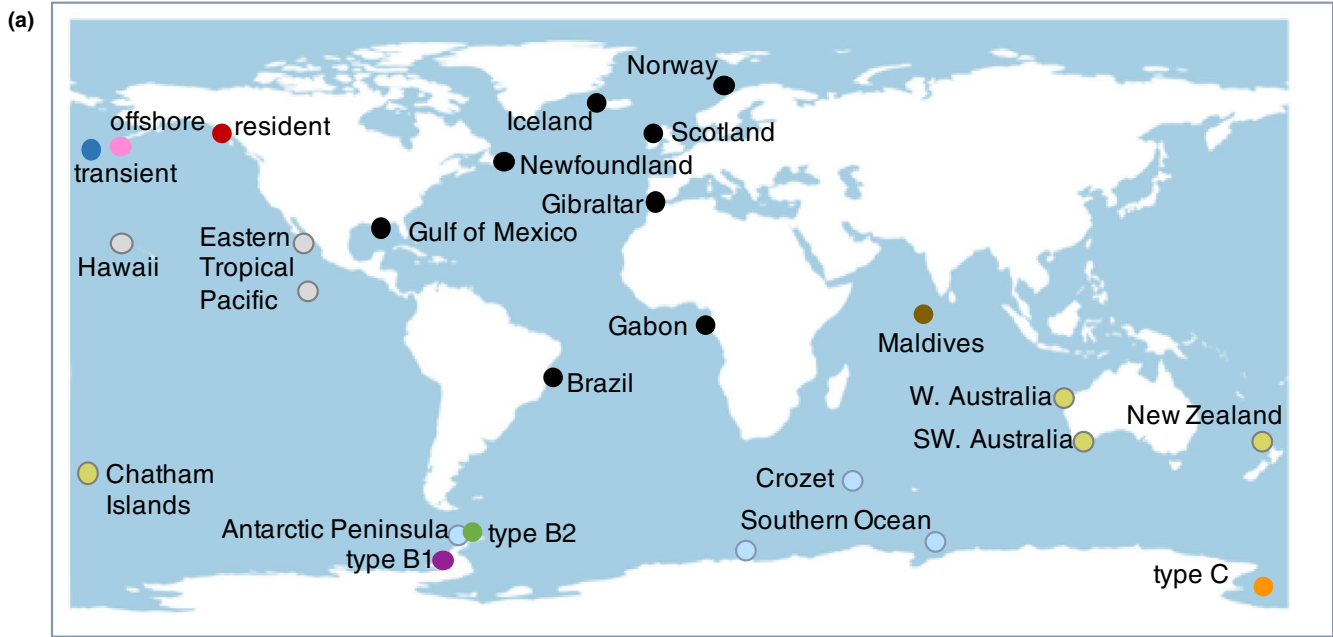 (a)
Norway
offshore
resident
Iceland
Scotland
transient
Newfoundland
Gibraltar
Gulf of Mexico
Eastern
Tropical
Pacific
Hawaii
Gabon
Maldives
Brazil
W. Australia
New Zealand
SW. Australia
Chatham
Islands
Crozet
Southern Ocean
Antarctic Peninsula
type B2
type B1
type C